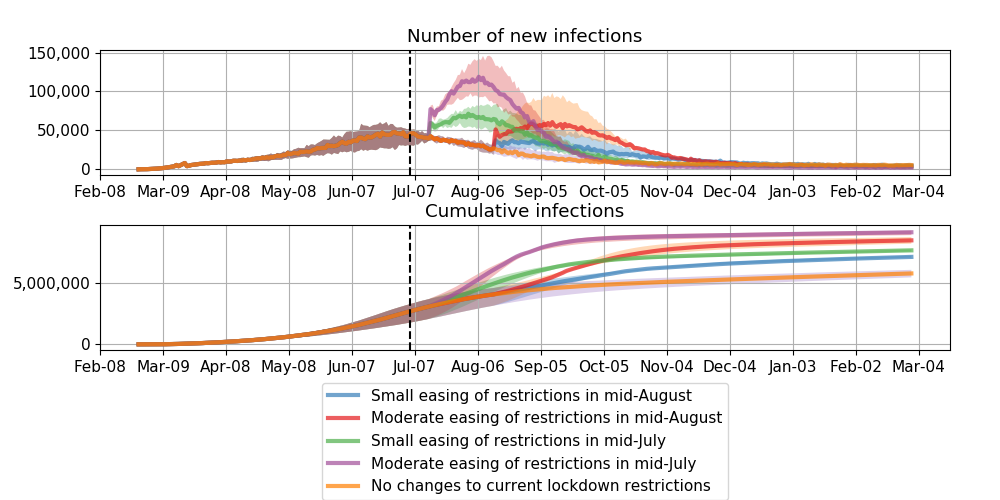 Number of new infections
150,000
100,000
50,000
0
Feb-08 Mar-09 Apr-08 May-08 Jun-07 Jul-07 Aug-06 Sep-05 Oct-05 Nov-04 Dec-04 Jan-03 Feb-02 Mar-04
Cumulative infections
5,000,000
0
Feb-08 Mar-09 Apr-08 May-08 Jun-07 Jul-07 Aug-06 Sep-05 Oct-05 Nov-04 Dec-04 Jan-03 Feb-02 Mar-04
Small easing of restrictions in mid-August
Moderate easing of restrictions in mid-August
Small easing of restrictions in mid-July
Moderate easing of restrictions in mid-July
No changes to current lockdown restrictions